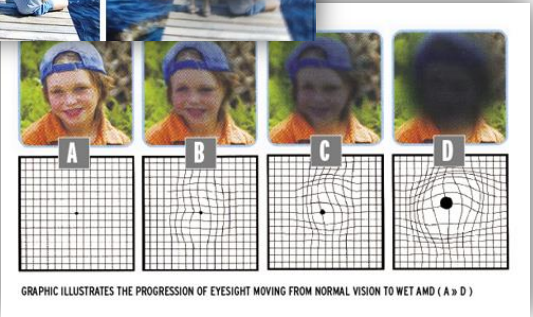 A
B
C
D
GRAPHIC ILLUSTRATES THE PROGRESSION OF EYESIGHT MOVING FROM NORMAL VISION TO WET AMD ( A » D )